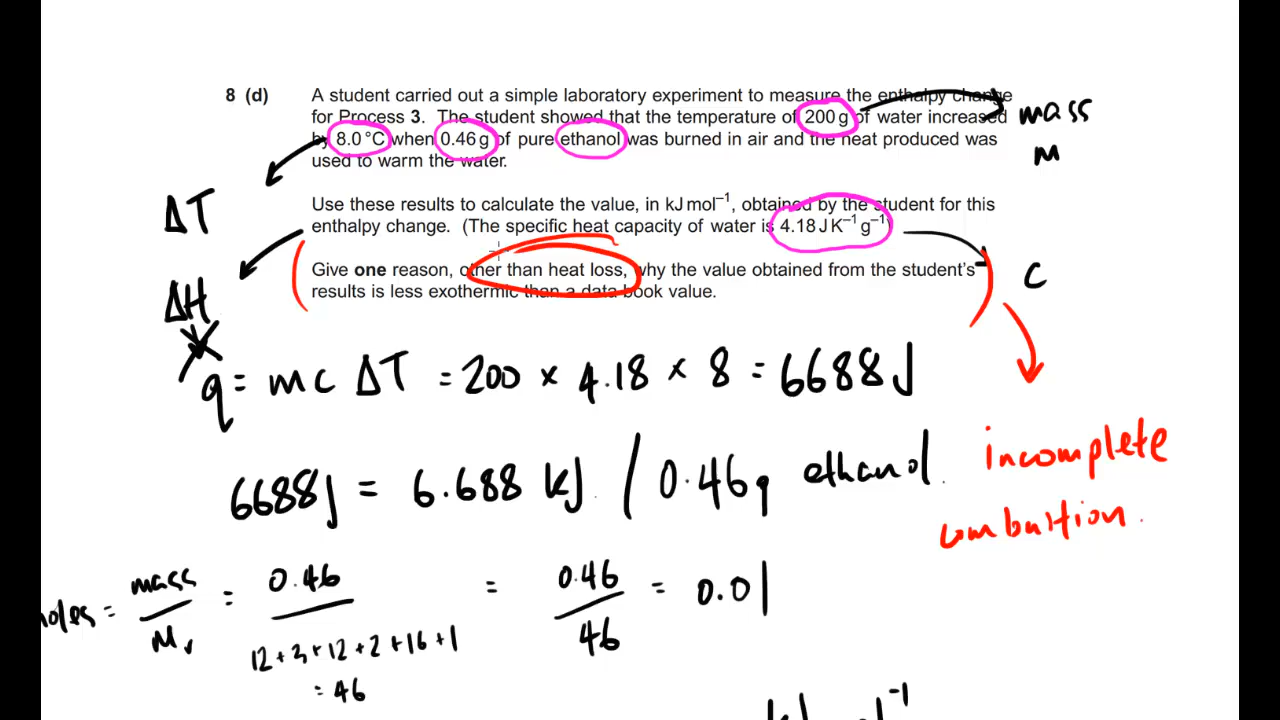 8 (d) A student carried out a simple laboratory experiment to measure the enthalpy change
for Process 3. The student showed that the temperature of 200 g of water increased
by 8.0 °C when 0.46 g of pure ethanol was burned in air and the heat produced was
used to warm the water.
mass
M
ΔT
Use these results to calculate the value, in kJ mol⁻¹, obtained by the student for this
enthalpy change. (The specific heat capacity of water is 4.18 J K⁻¹ g⁻¹)
Give one reason, other than heat loss, why the value obtained from the student's
results is less exothermic than a data book value.
C
ΔH
q = mc ΔT = 200 × 4.18 × 8 = 6688J
incomplete
combustion.
6688J = 6.688 kJ / 0.46g ethanol.
moles = mass / Mr = 0.46 / 12+3+12+2+16+1 = 0.46 / 46 = 0.01
= 46